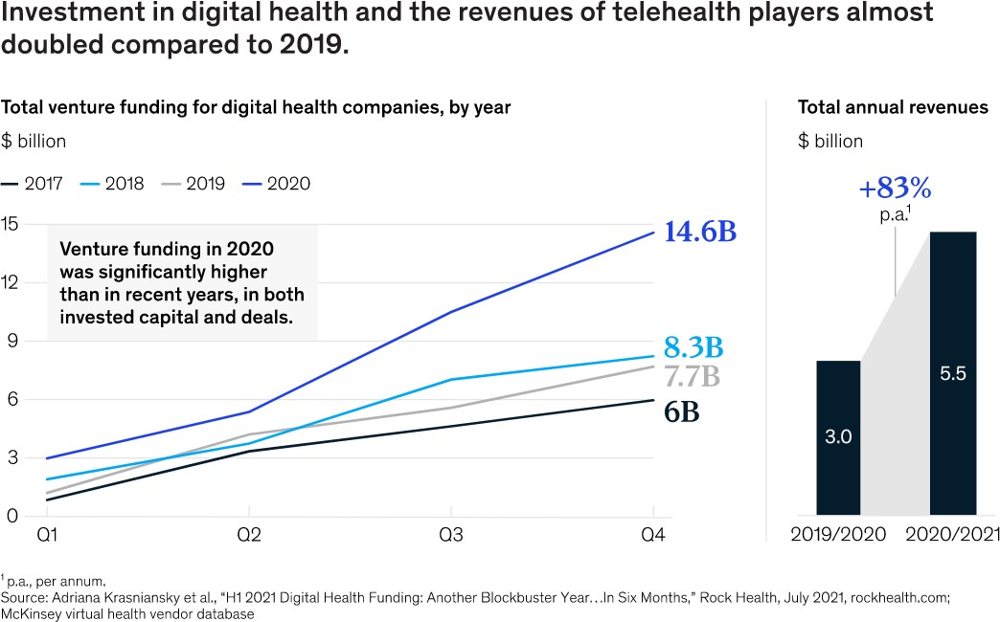 Investment in digital health and the revenues of telehealth players almost
doubled compared to 2019.
Total venture funding for digital health companies, by year
$ billion
2017 2018 2019 2020
15
12
9
6
3
0
Venture funding in 2020
was significantly higher
than in recent years, in both
invested capital and deals.
14.6B
8.3B
7.7B
6B
Q1 Q2 Q3 Q4
Total annual revenues
$ billion
+83%
p.a.¹
3.0
5.5
2019/2020 2020/2021
¹ p.a., per annum.
Source: Adriana Krasniansky et al., “H1 2021 Digital Health Funding: Another Blockbuster Year…In Six Months,” Rock Health, July 2021, rockhealth.com;
McKinsey virtual health vendor database